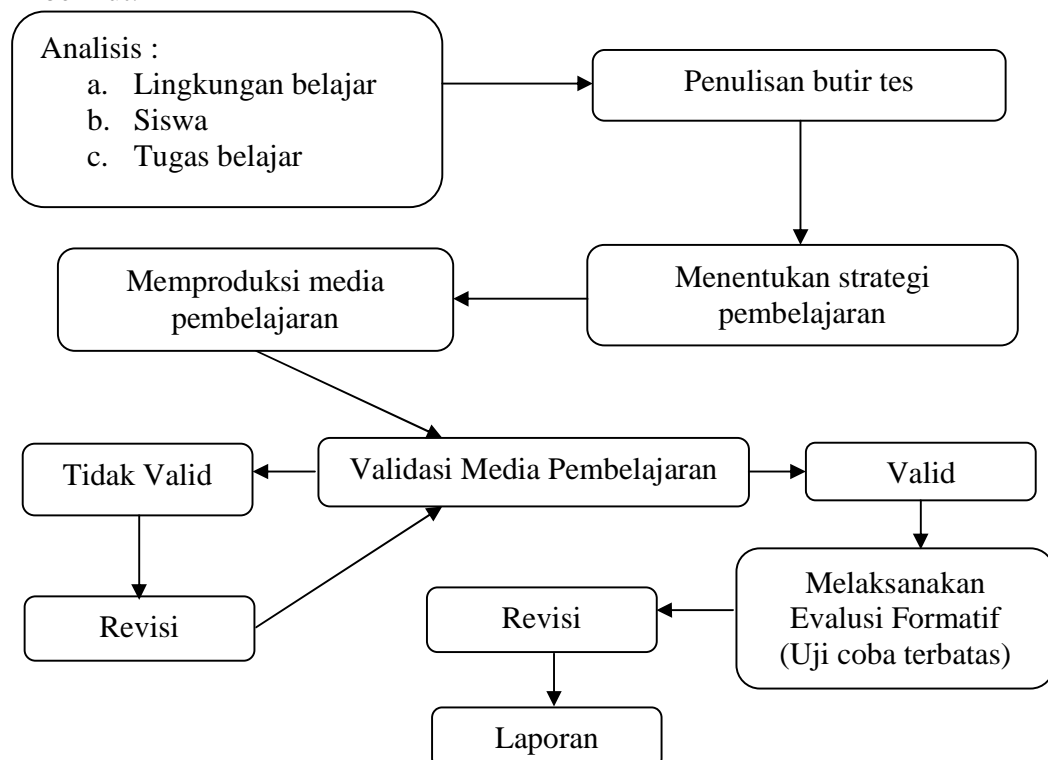 Analisis :
a. Lingkungan belajar
b. Siswa
c. Tugas belajar
Penulisan butir tes
Menentukan strategi
pembelajaran
Memproduksi media
pembelajaran
Validasi Media Pembelajaran
Tidak Valid
Valid
Revisi
Melaksanakan
Evalusi Formatif
(Uji coba terbatas)
Revisi
Laporan